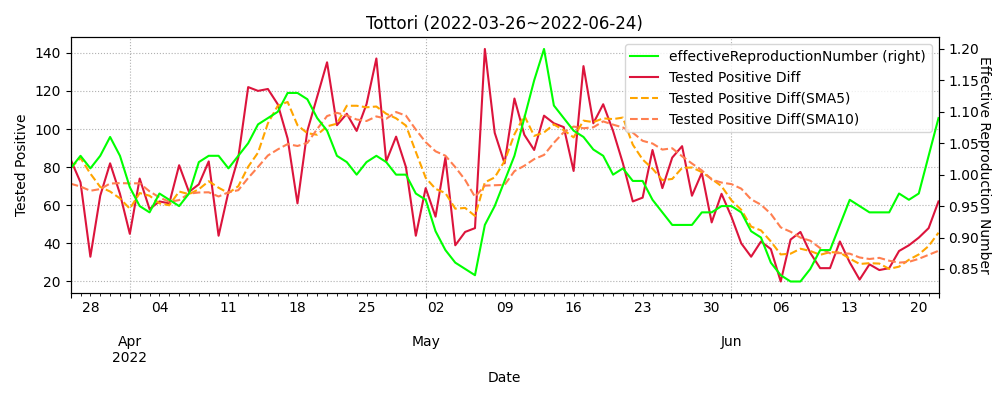 Tottori (2022-03-26~2022-06-24)
effectiveReproductionNumber (right)
Tested Positive Diff
Tested Positive Diff(SMA5)
Tested Positive Diff(SMA10)
Tested Positive
140
120
100
80
60
40
20
1.20
1.15
1.10
1.05
1.00
0.95
0.90
0.85
Effective Reproduction Number
28 04 11 18 25 02 09 16 23 30 06 13 20
Apr May Jun
2022
Date